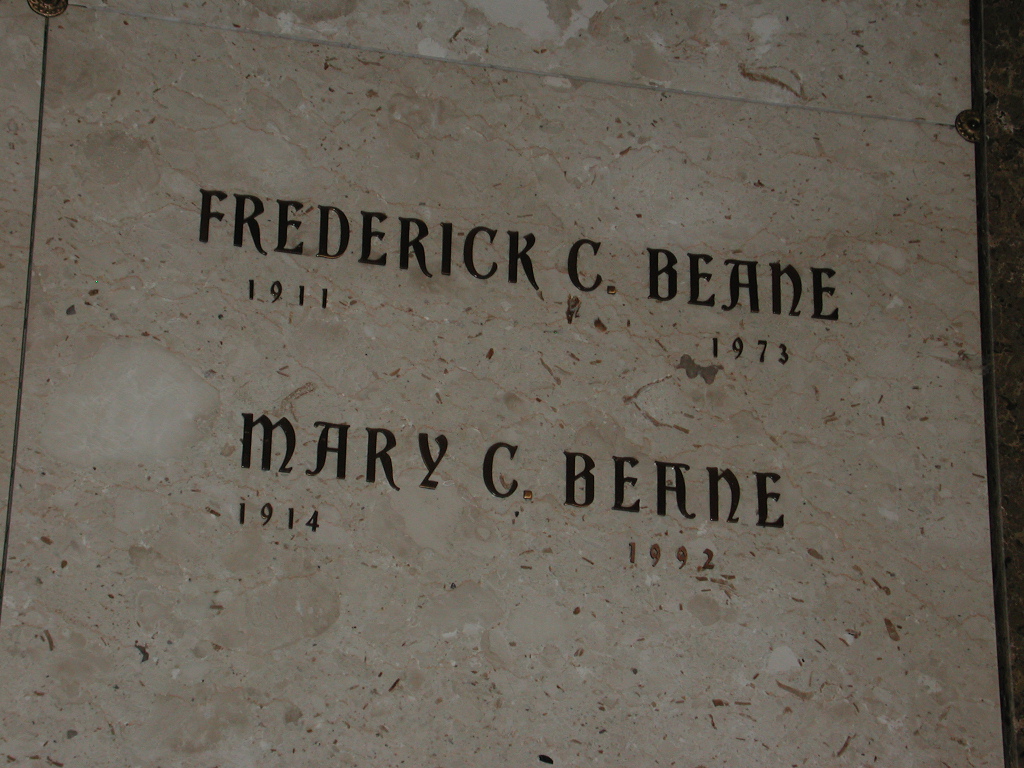 FREDERICK C. BEANE
1911 1973
MARY C. BEANE
1914 1992